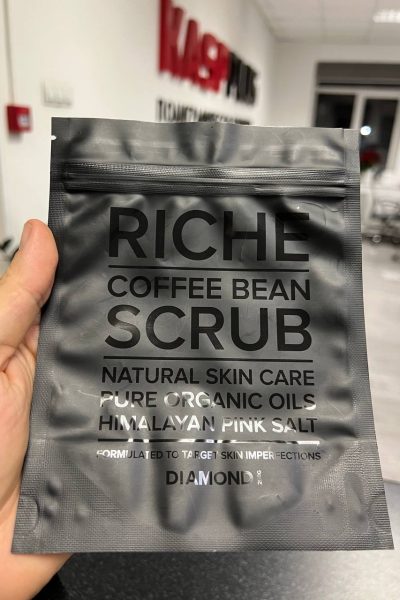 RICHE
COFFEE BEAN
SCRUB
NATURAL SKIN CARE
PURE ORGANIC OILS
HIMALAYAN PINK SALT
FORMULATED TO TARGET SKIN IMPERFECTIONS
DIAMOND